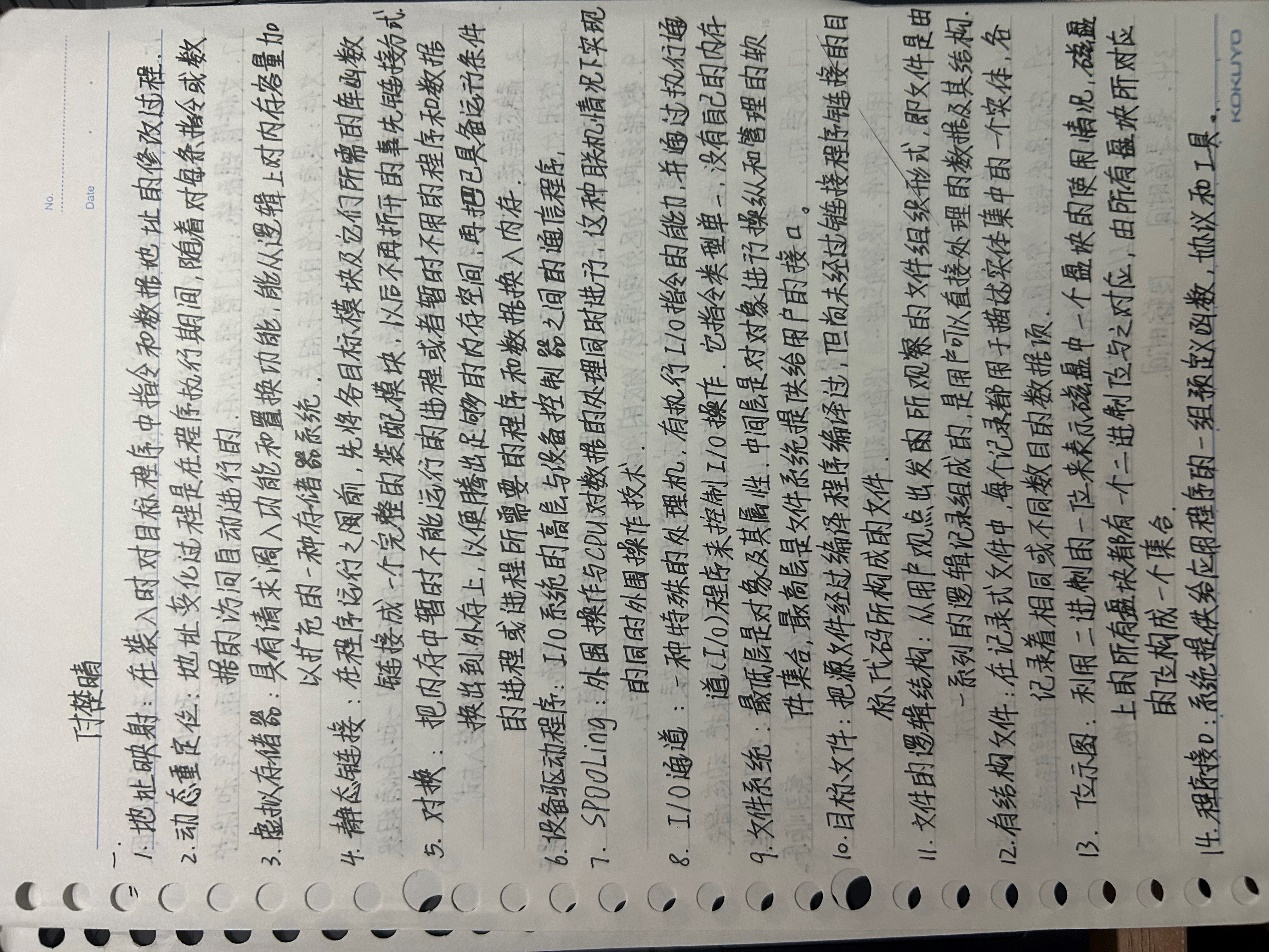 No.
Date
付楚晴
一.
1. 地址映射：在装入时对目标程序中指令和数据地址的修改过程.
2. 动态重定位：地址变化过程是在程序执行期间，随着对每条指令或数
据的访问自动进行的.
3. 虚拟存储器：具有请求调入功能和置换功能，能从逻辑上对内存容量加
以扩充的一种存储器系统.
4. 静态链接：在程序运行之间前，先将各目标模块及它们所需的库函数
链接成一个完整的装配模块，以后不再拆开的事先链接方式.
5. 对换：把内存中暂时不能运行的进程或者暂时不用的程序和数据
换出到外存上，以便腾出足够的内存空间，再把已具备运行条件
的进程或进程所需要的程序和数据换入内存.
6. 设备驱动程序：I/O系统的高层与设备控制器之间的通信程序.
7. SPOOLing：外围操作与CPU对数据的处理同时进行，这种联机情况下实现
的同时外围操作技术.
8. I/O通道：一种特殊的处理机，有执行I/O指令的能力，并通过执行通
道(I/O)程序来控制I/O操作. 它指令类型单一，没有自己的内存
9. 文件系统：最低层是对象及其属性，中间层是对对象进行操纵和管理的软
件集合，最高层是文件系统提供给用户的接口。
10. 目标文件：把源文件经过编译程序编译过，但尚未经过链接程序链接的目
标代码所构成的文件.
11. 文件的逻辑结构：从用户观点出发图所观察的文件组织形式，即文件是由
一系列的逻辑记录组成的，是用户可以直接处理的数据及其结构.
12. 有结构文件：在记录式文件中，每个记录都用于描述实体集中的一个实体，各
记录着相同或不同数目的数据项.
13. 位示图：利用二进制的一位来表示磁盘中一个盘块的使用情况，磁盘
上的所有盘块都有一个二进制位与之对应，由所有盘块所对应
的位构成一个集合.
14. 程序接口：系统提供给应用程序的一组预定义函数，协议和工具。
KOKUYO